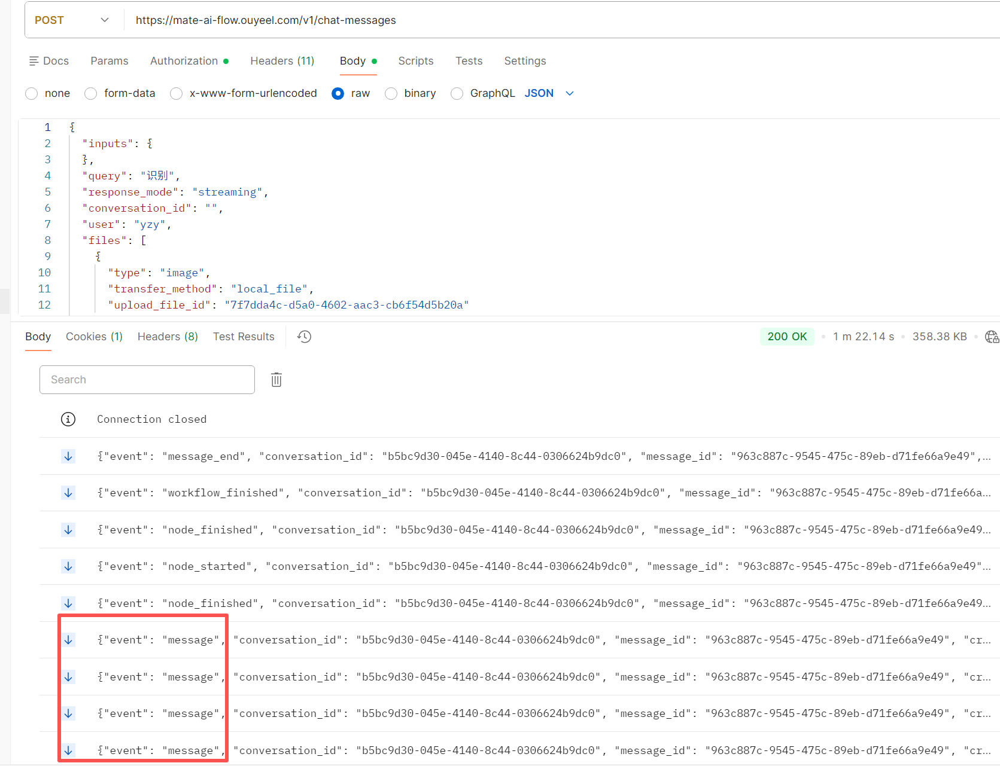 POST https://mate-ai-flow.ouyeel.com/v1/chat-messages
Docs Params Authorization Headers (11) Body Scripts Tests Settings
none form-data x-www-form-urlencoded raw binary GraphQL JSON
1 {
2 "inputs": {
3 },
4 "query": "识别",
5 "response_mode": "streaming",
6 "conversation_id": "",
7 "user": "yzy",
8 "files": [
9 {
10 "type": "image",
11 "transfer_method": "local_file",
12 "upload_file_id": "7f7dda4c-d5a0-4602-aac3-cb6f54d5b20a"
Body Cookies (1) Headers (8) Test Results 200 OK • 1 m 22.14 s • 358.38 KB •
Search
Connection closed
{"event": "message_end", "conversation_id": "b5bc9d30-045e-4140-8c44-0306624b9dc0", "message_id": "963c887c-9545-475c-89eb-d71fe66a9e49",...
{"event": "workflow_finished", "conversation_id": "b5bc9d30-045e-4140-8c44-0306624b9dc0", "message_id": "963c887c-9545-475c-89eb-d71fe66a...
{"event": "node_finished", "conversation_id": "b5bc9d30-045e-4140-8c44-0306624b9dc0", "message_id": "963c887c-9545-475c-89eb-d71fe66a9e49...
{"event": "node_started", "conversation_id": "b5bc9d30-045e-4140-8c44-0306624b9dc0", "message_id": "963c887c-9545-475c-89eb-d71fe66a9e49"...
{"event": "node_finished", "conversation_id": "b5bc9d30-045e-4140-8c44-0306624b9dc0", "message_id": "963c887c-9545-475c-89eb-d71fe66a9e49...
{"event": "message", "conversation_id": "b5bc9d30-045e-4140-8c44-0306624b9dc0", "message_id": "963c887c-9545-475c-89eb-d71fe66a9e49", "cr...
{"event": "message", "conversation_id": "b5bc9d30-045e-4140-8c44-0306624b9dc0", "message_id": "963c887c-9545-475c-89eb-d71fe66a9e49", "cr...
{"event": "message", "conversation_id": "b5bc9d30-045e-4140-8c44-0306624b9dc0", "message_id": "963c887c-9545-475c-89eb-d71fe66a9e49", "cr...
{"event": "message", "conversation_id": "b5bc9d30-045e-4140-8c44-0306624b9dc0", "message_id": "963c887c-9545-475c-89eb-d71fe66a9e49", "cr...